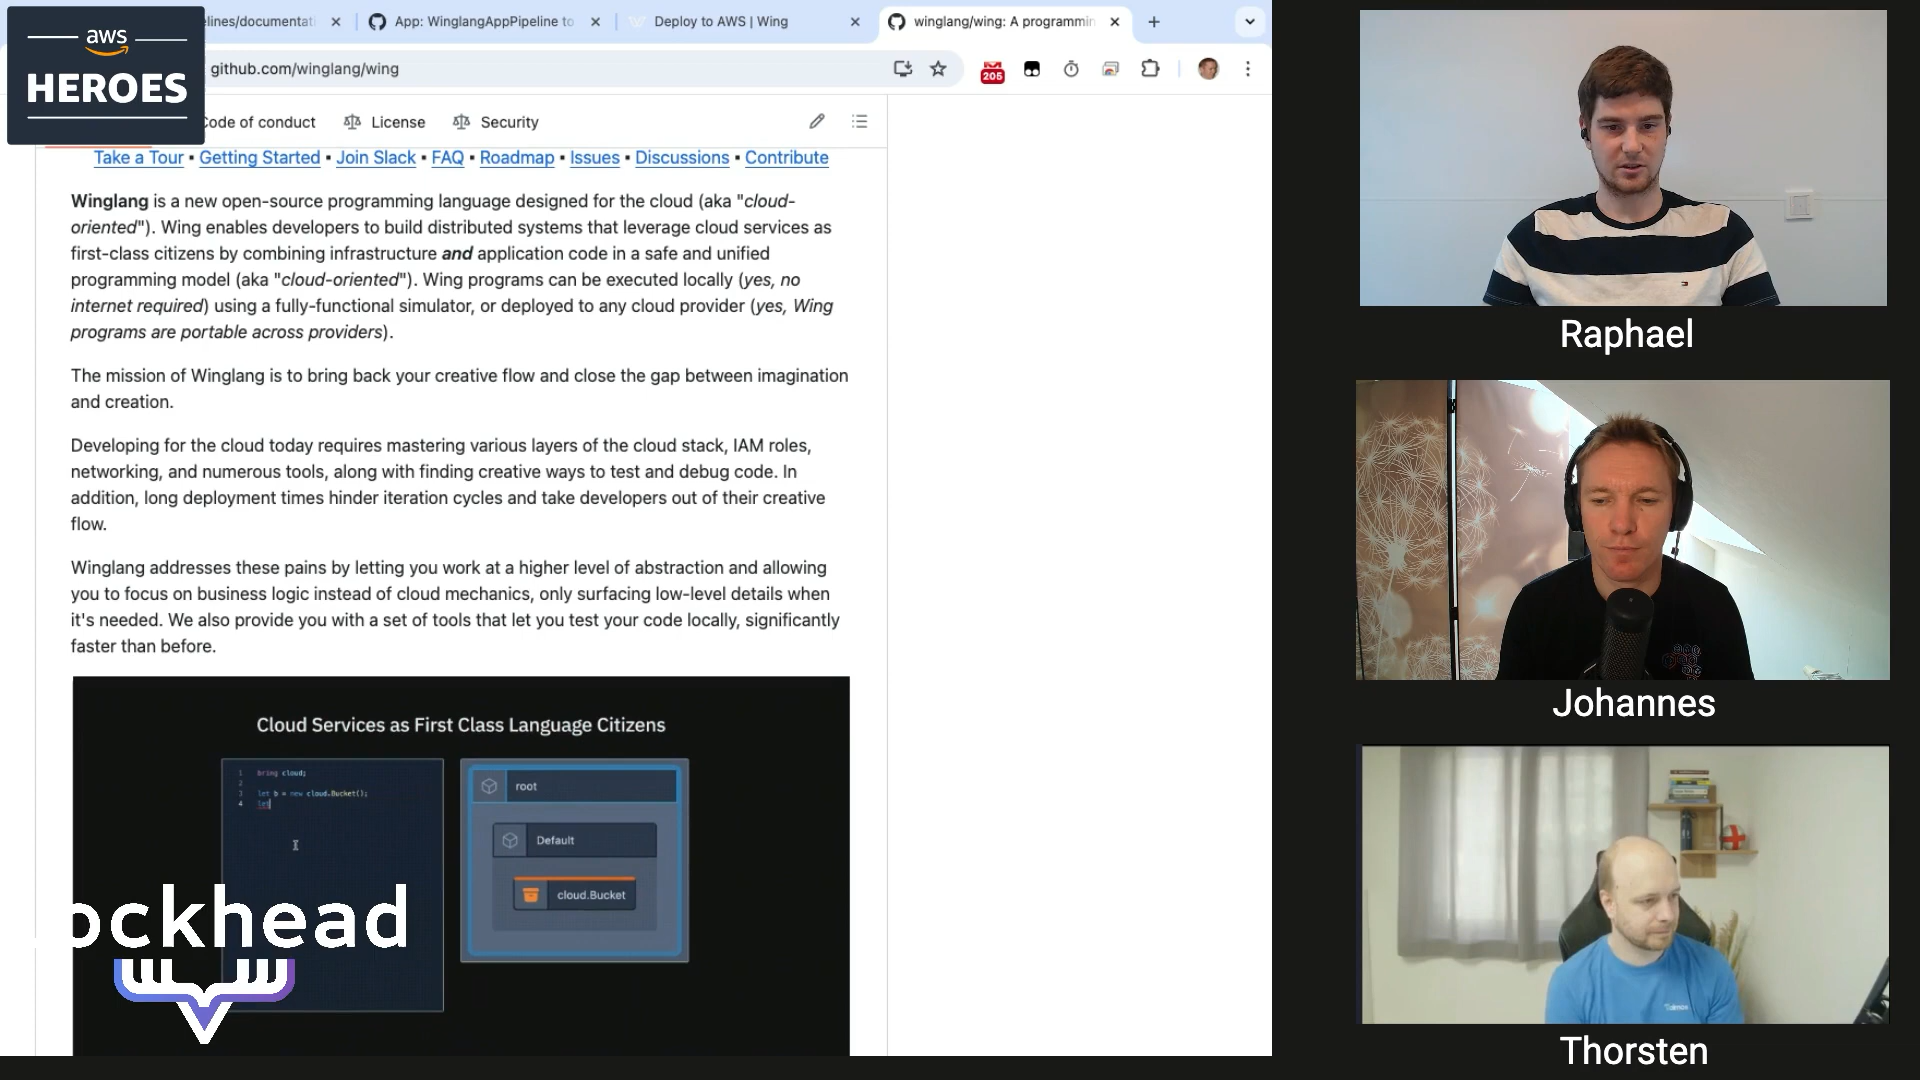 aws
HEROES
elines/documentati
App: WinglangAppPipeline to
Deploy to AWS | Wing
winglang/wing: A programmin
github.com/winglang/wing
205
Code of conduct
License
Security
Take a Tour ▪ Getting Started ▪ Join Slack ▪ FAQ ▪ Roadmap ▪ Issues ▪ Discussions ▪ Contribute
Winglang is a new open-source programming language designed for the cloud (aka "cloud-
oriented"). Wing enables developers to build distributed systems that leverage cloud services as
first-class citizens by combining infrastructure and application code in a safe and unified
programming model (aka "cloud-oriented"). Wing programs can be executed locally (yes, no
internet required) using a fully-functional simulator, or deployed to any cloud provider (yes, Wing
programs are portable across providers).
The mission of Winglang is to bring back your creative flow and close the gap between imagination
and creation.
Developing for the cloud today requires mastering various layers of the cloud stack, IAM roles,
networking, and numerous tools, along with finding creative ways to test and debug code. In
addition, long deployment times hinder iteration cycles and take developers out of their creative
flow.
Winglang addresses these pains by letting you work at a higher level of abstraction and allowing
you to focus on business logic instead of cloud mechanics, only surfacing low-level details when
it's needed. We also provide you with a set of tools that let you test your code locally, significantly
faster than before.
Cloud Services as First Class Language Citizens
1 bring cloud;
2
3 let b = new cloud.Bucket();
4 let
root
Default
cloud.Bucket
ockhead
Raphael
Johannes
Thorsten